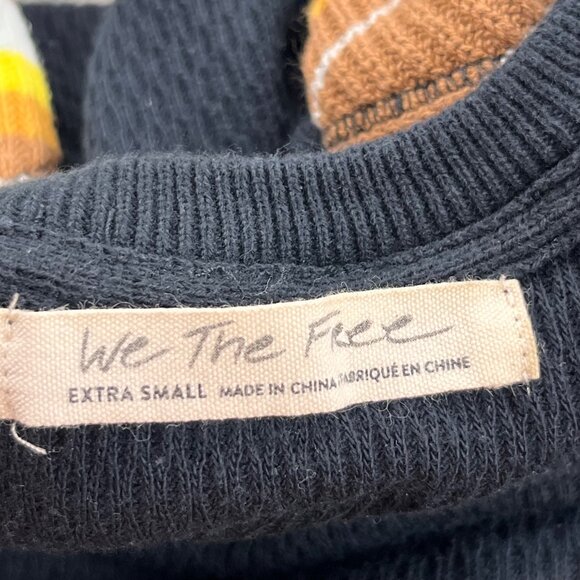 We The Free
EXTRA SMALL MADE IN CHINA FABRIQUÉ EN CHINE